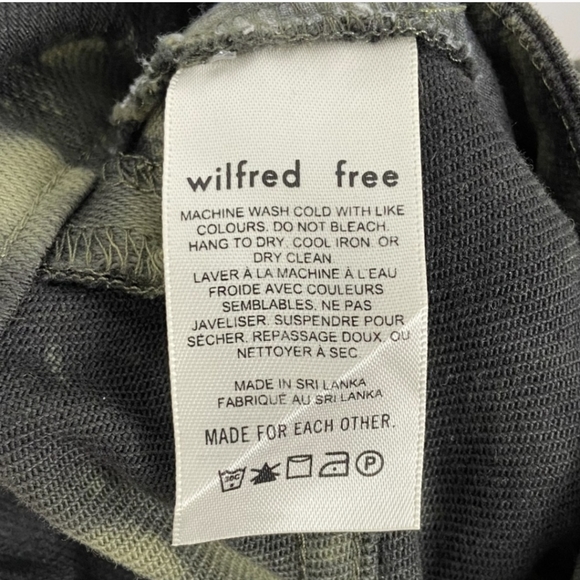 wilfred free
MACHINE WASH COLD WITH LIKE
COLOURS. DO NOT BLEACH.
HANG TO DRY. COOL IRON. OR
DRY CLEAN.
LAVER À LA MACHINE À L'EAU
FROIDE AVEC COULEURS
SEMBLABLES. NE PAS
JAVELISER. SUSPENDRE POUR
SÉCHER. REPASSAGE DOUX. OU
NETTOYER À SEC.
MADE IN SRI LANKA
FABRIQUÉ AU SRI LANKA
MADE FOR EACH OTHER.
30C
P